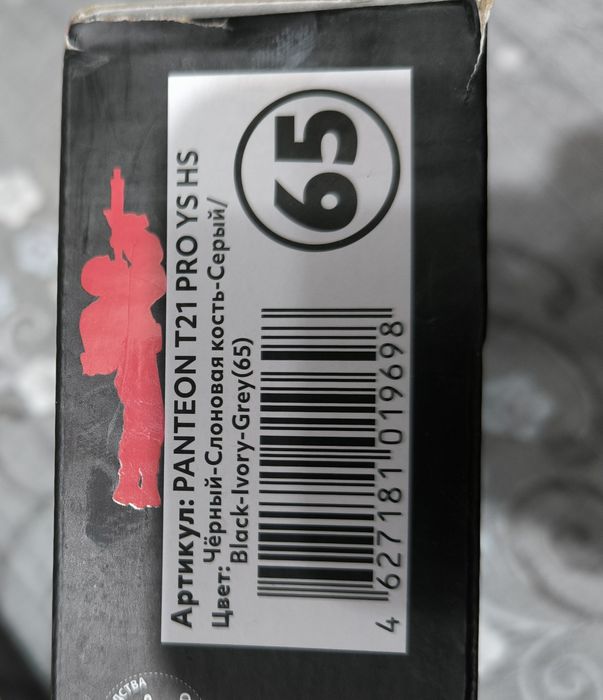 Артикул: PANTEON T21 PRO YS HS
Цвет: Чёрный-Слоновая кость-Серый/
Black-Ivory-Grey(65)
65
4 627181 019698